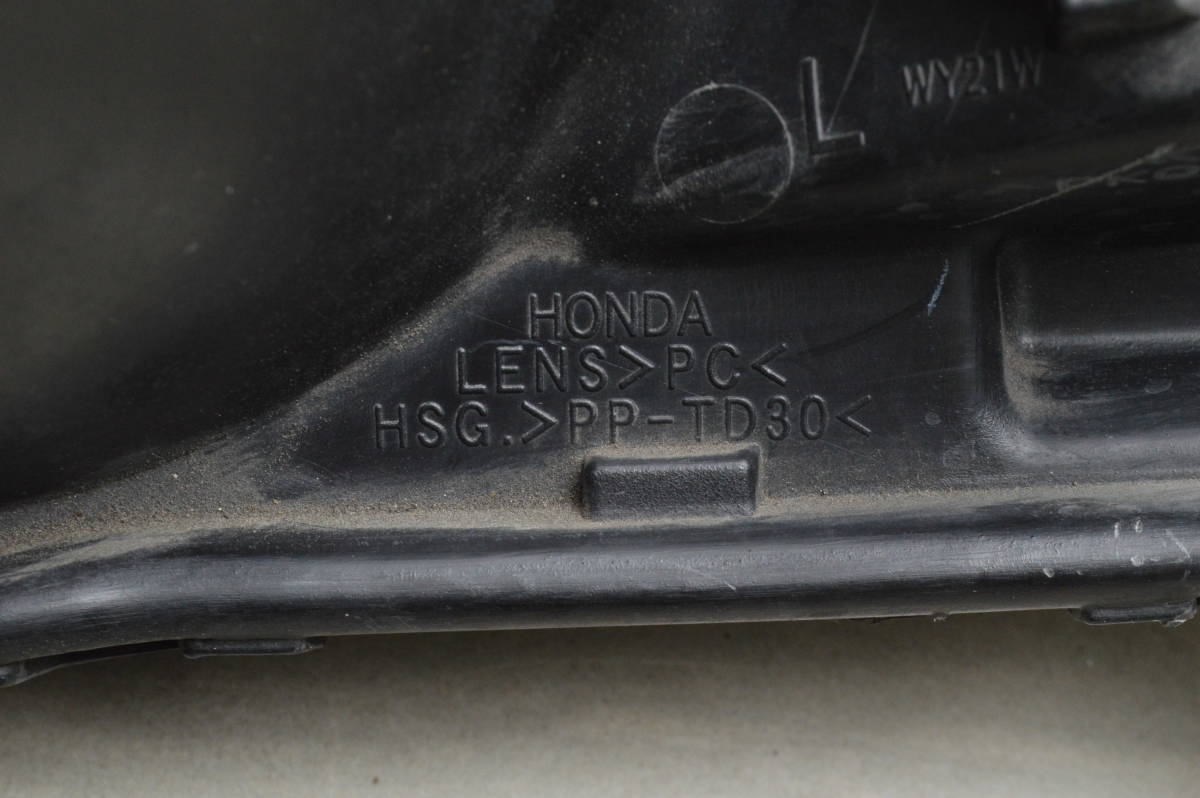 L
WY21W
HONDA
LENS>PC<
HSG.>PP-TD30<